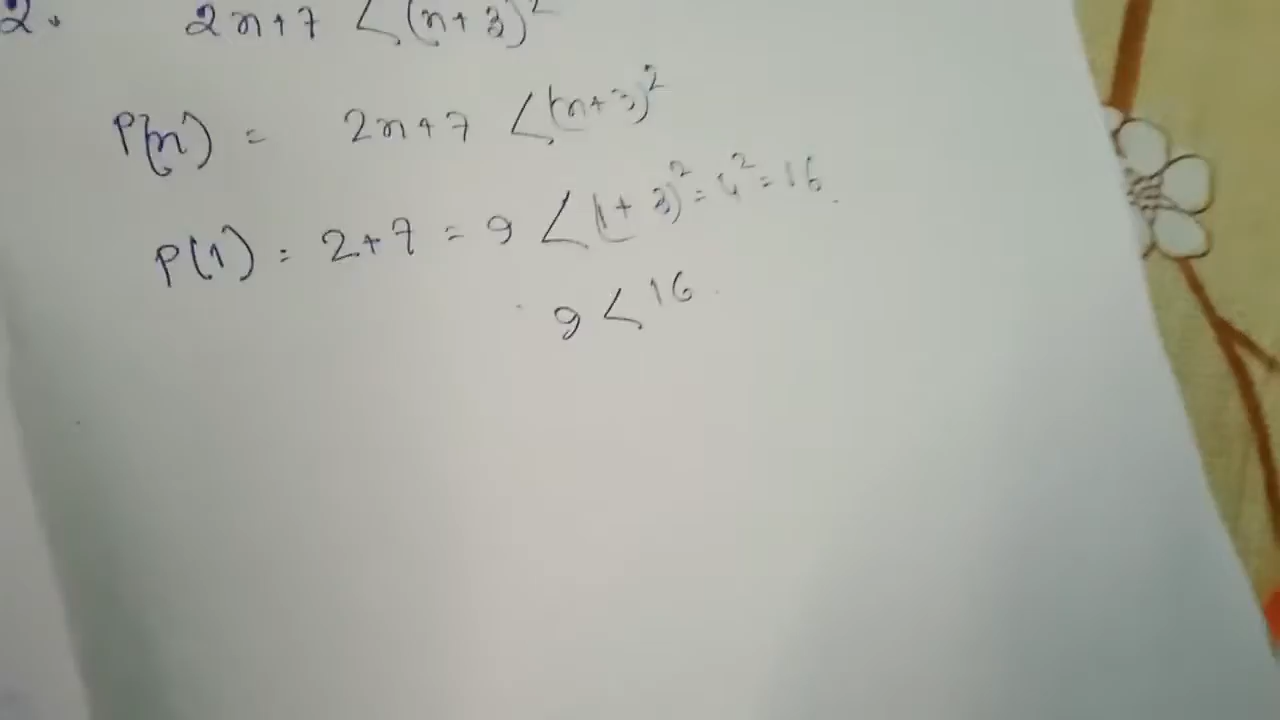 2. 2n+7 <(n+3)²
P(n) = 2n+7 <(n+3)²
P(1) = 2+7 = 9 < (1+3)² = 4² = 16.
9 < 16